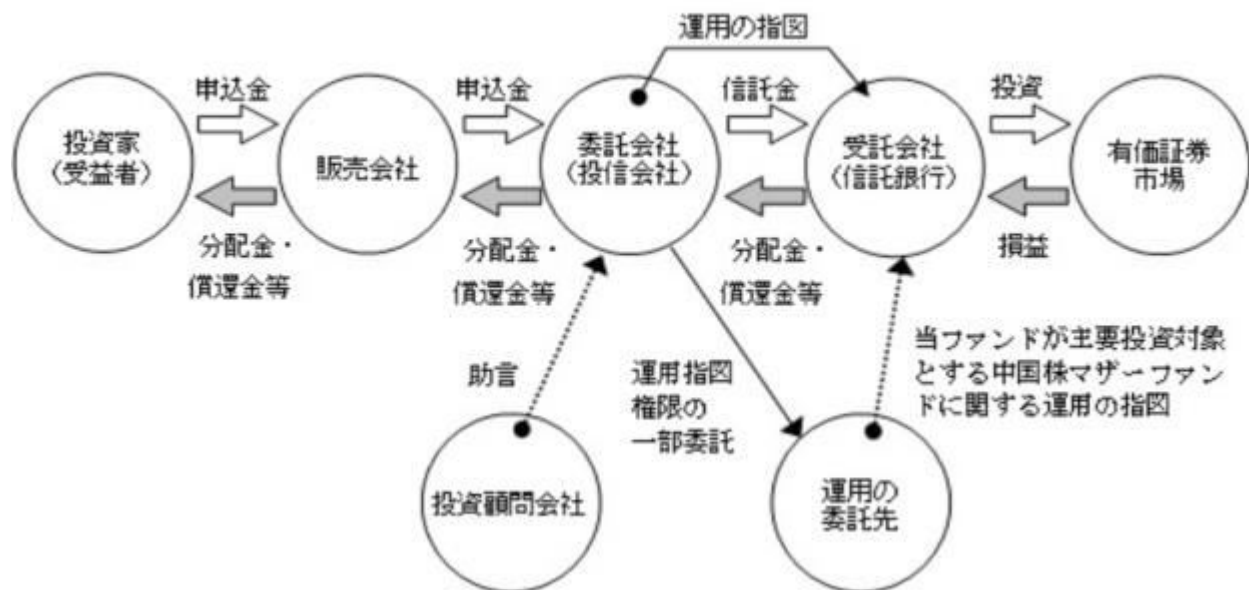 運用の指図
申込金
申込金
信託金
投資
投資家
〈受益者〉
販売会社
委託会社
〈投信会社〉
受託会社
〈信託銀行〉
有価証券
市場
分配金・
償還金等
分配金・
償還金等
分配金・
償還金等
損益
助言
運用指図
権限の
一部委託
当ファンドが主要投資対象
とする中国株マザーファン
ドに関する運用の指図
投資顧問会社
運用の
委託先